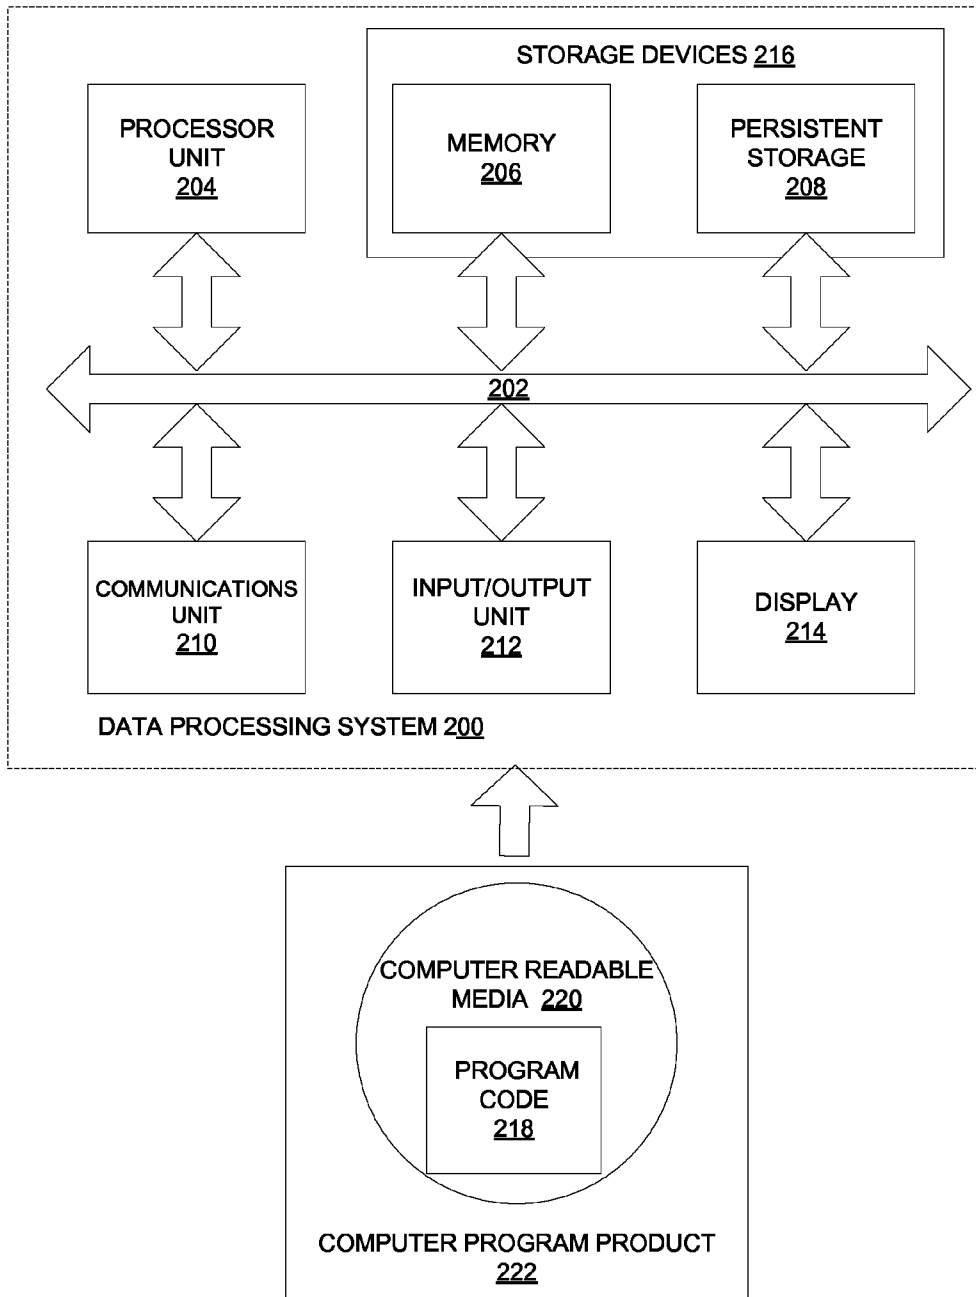 STORAGE DEVICES 216
PROCESSOR
UNIT
204
MEMORY
206
PERSISTENT
STORAGE
208
202
COMMUNICATIONS
UNIT
210
INPUT/OUTPUT
UNIT
212
DISPLAY
214
DATA PROCESSING SYSTEM 200
COMPUTER READABLE
MEDIA 220
PROGRAM
CODE
218
COMPUTER PROGRAM PRODUCT
222